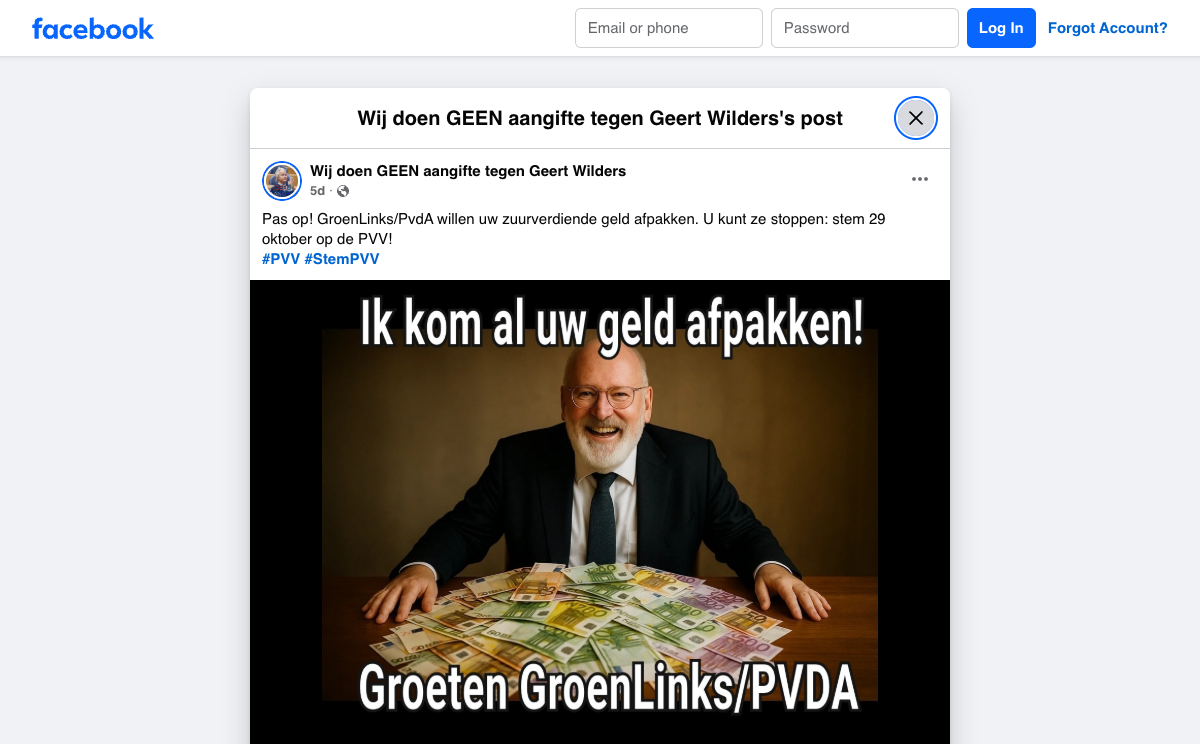 facebook
Email or phone
Password
Log In
Forgot Account?
Wij doen GEEN aangifte tegen Geert Wilders's post
Wij doen GEEN aangifte tegen Geert Wilders
5d ·
Pas op! GroenLinks/PvdA willen uw zuurverdiende geld afpakken. U kunt ze stoppen: stem 29
oktober op de PVV!
#PVV #StemPVV
Ik kom al uw geld afpakken!
Groeten GroenLinks/PVDA